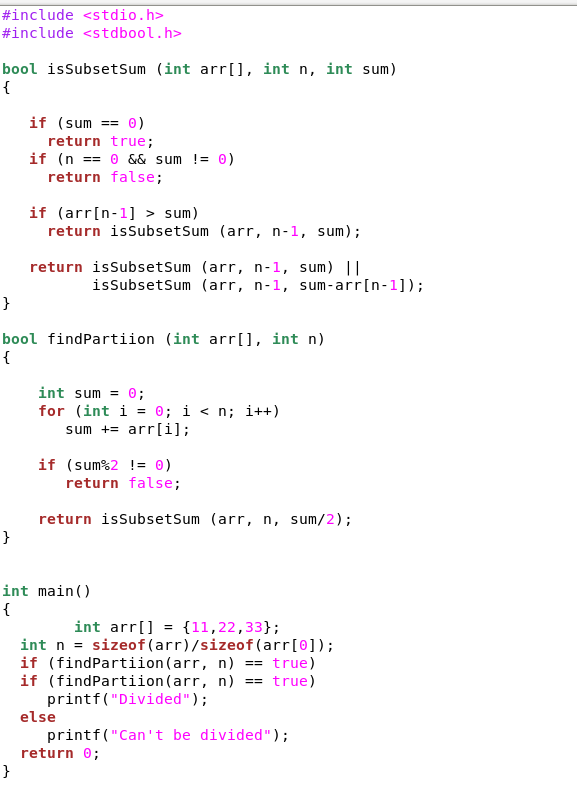 #include <stdio.h>
#include <stdbool.h>
bool isSubsetSum (int arr[], int n, int sum)
{
if (sum == 0)
return true;
if (n == 0 && sum != 0)
return false;
if (arr[n-1] > sum)
return isSubsetSum (arr, n-1, sum);
return isSubsetSum (arr, n-1, sum) ||
isSubsetSum (arr, n-1, sum-arr[n-1]);
}
bool findPartiion (int arr[], int n)
{
int sum = 0;
for (int i = 0; i < n; i++)
sum += arr[i];
if (sum%2 != 0)
return false;
return isSubsetSum (arr, n, sum/2);
}
int main()
{
int arr[] = {11,22,33};
int n = sizeof(arr)/sizeof(arr[0]);
if (findPartiion(arr, n) == true)
if (findPartiion(arr, n) == true)
printf("Divided");
else
printf("Can't be divided");
return 0;
}